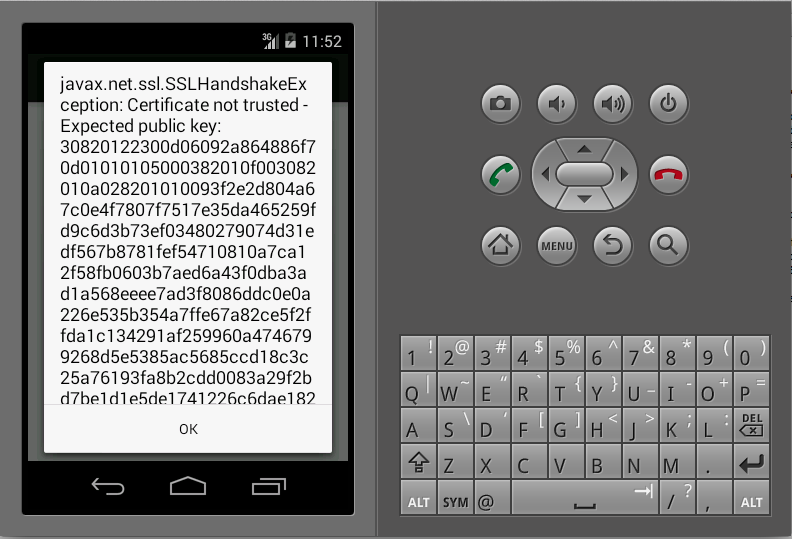 3G 11:52
javax.net.ssl.SSLHandshakeEx
ception: Certificate not trusted -
Expected public key:
30820122300d06092a864886f7
0d01010105000382010f003082
010a028201010093f2e2d804a6
7c0e4f7807f7517e35da465259f
d9c6d3b73ef03480279074d31e
df567b8781fef54710810a7ca1
2f58fb0603b7aed6a43f0dba3a
d1a568eeee7ad3f8086ddc0e0a
226e535b354a7ffe67a82ce5f2f
fda1c134291af259960a474679
9268d5e5385ac5685ccd18c3c
25a76193fa8b2cdd0083a29f2b
d7be1d1e5de1741226c6dae182
OK
MENU
1 ! 2 @ 3 # 4 $ 5 % 6 ^ 7 & 8 * 9 ( 0 )
Q | W ~ E “ R ` T { Y } U _ I - O + P =
A S \ D ‘ F [ G ] H < J > K ; L : DEL
Z X C V B N M .
ALT SYM @ / ? , ALT